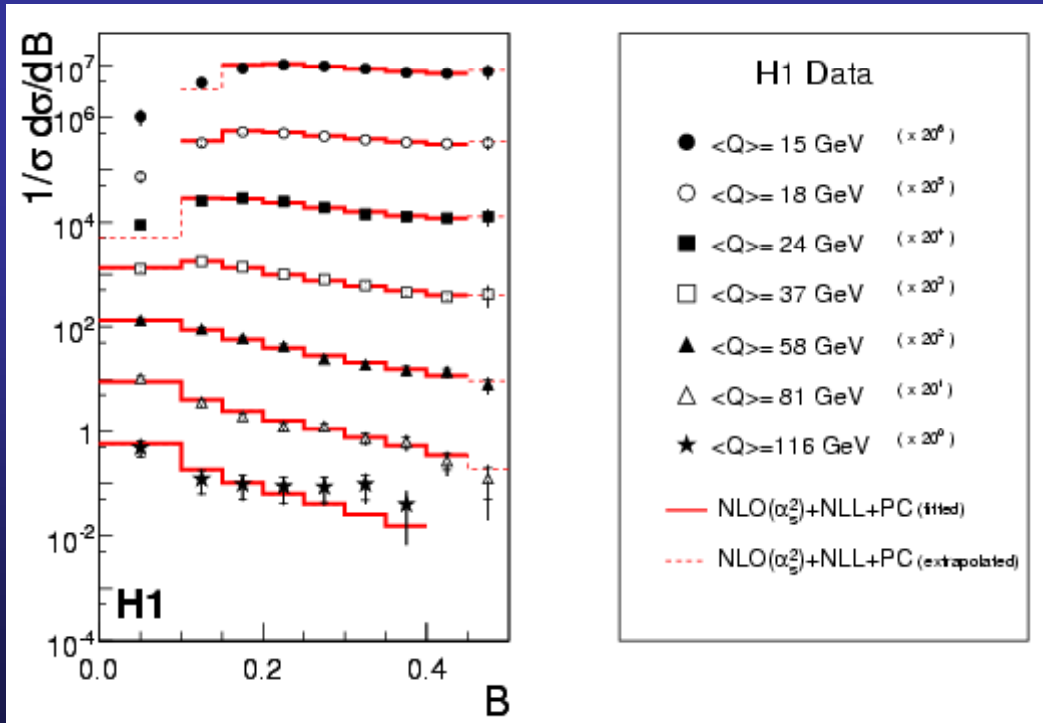 1/σ dσ/dB
10⁷
10⁶
10⁴
10²
1
10⁻²
10⁻⁴
H1
0.0 0.2 0.4
B
H1 Data
<Q>= 15 GeV (x 20⁶)
<Q>= 18 GeV (x 20⁵)
<Q>= 24 GeV (x 20⁴)
<Q>= 37 GeV (x 20³)
<Q>= 58 GeV (x 20²)
<Q>= 81 GeV (x 20¹)
<Q>=116 GeV (x 20⁰)
NLO(αₛ²)+NLL+PC (fitted)
NLO(αₛ²)+NLL+PC (extrapolated)